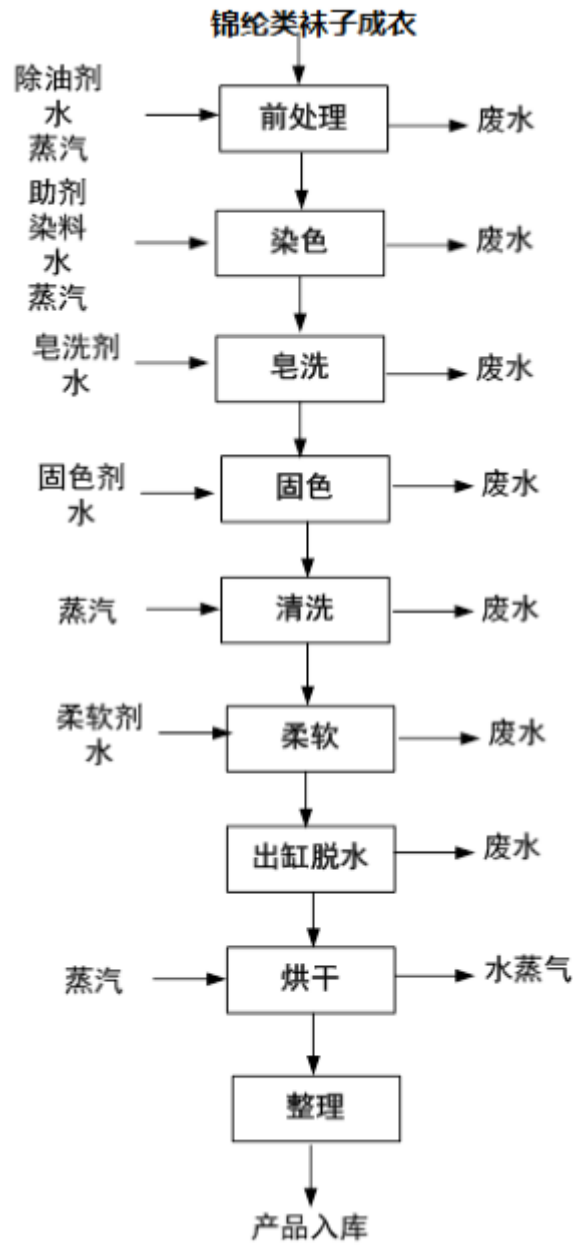 锦纶类袜子成衣
除油剂
水
蒸汽
前处理
废水
助剂
染料
水
蒸汽
染色
废水
皂洗剂
水
皂洗
废水
固色剂
水
固色
废水
蒸汽
清洗
废水
柔软剂
水
柔软
废水
出缸脱水
废水
蒸汽
烘干
水蒸气
整理
产品入库